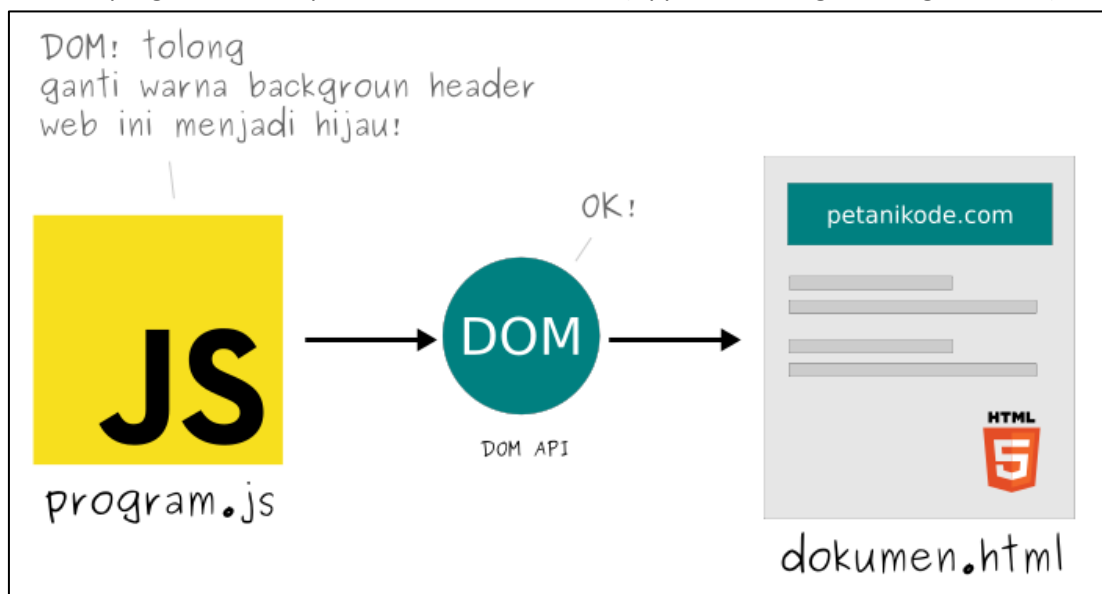 DOM! tolong
ganti warna backgroun header
web ini menjadi hijau!
OK!
petanikode.com
JS
DOM
HTML
5
DOM API
program.js
dokumen.html